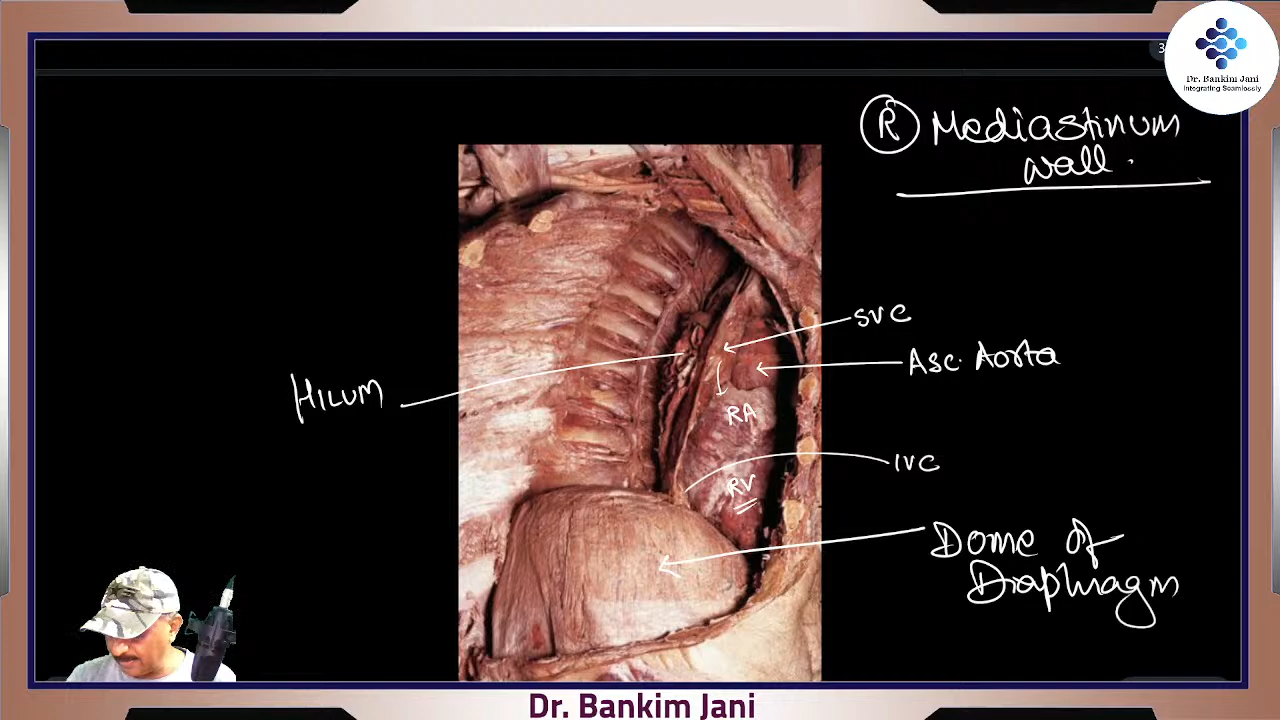 3
Dr. Bankim Jani
Integrating Seamlessly
R Mediastinum
wall.
SVC
Asc. Aorta
HILUM
RA
IVC
RV
Dome of
Diaphragm
Dr. Bankim Jani